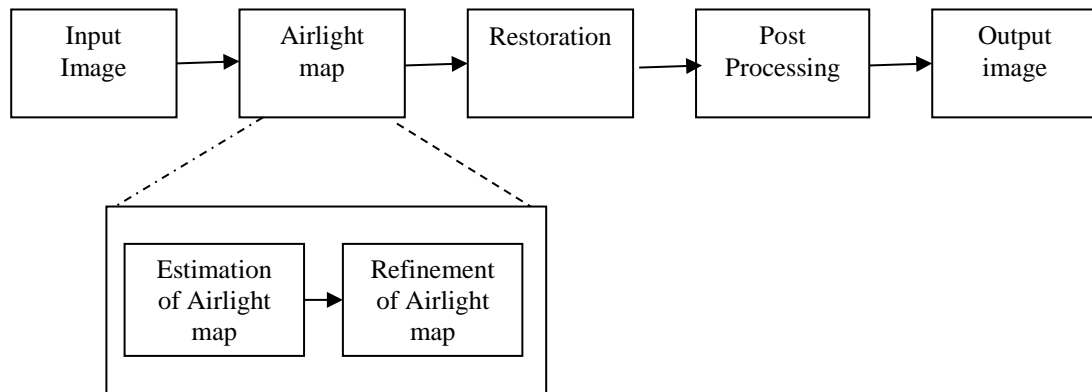 Input
Image
Airlight
map
Restoration
Post
Processing
Output
image
Estimation
of Airlight
map
Refinement
of Airlight
map